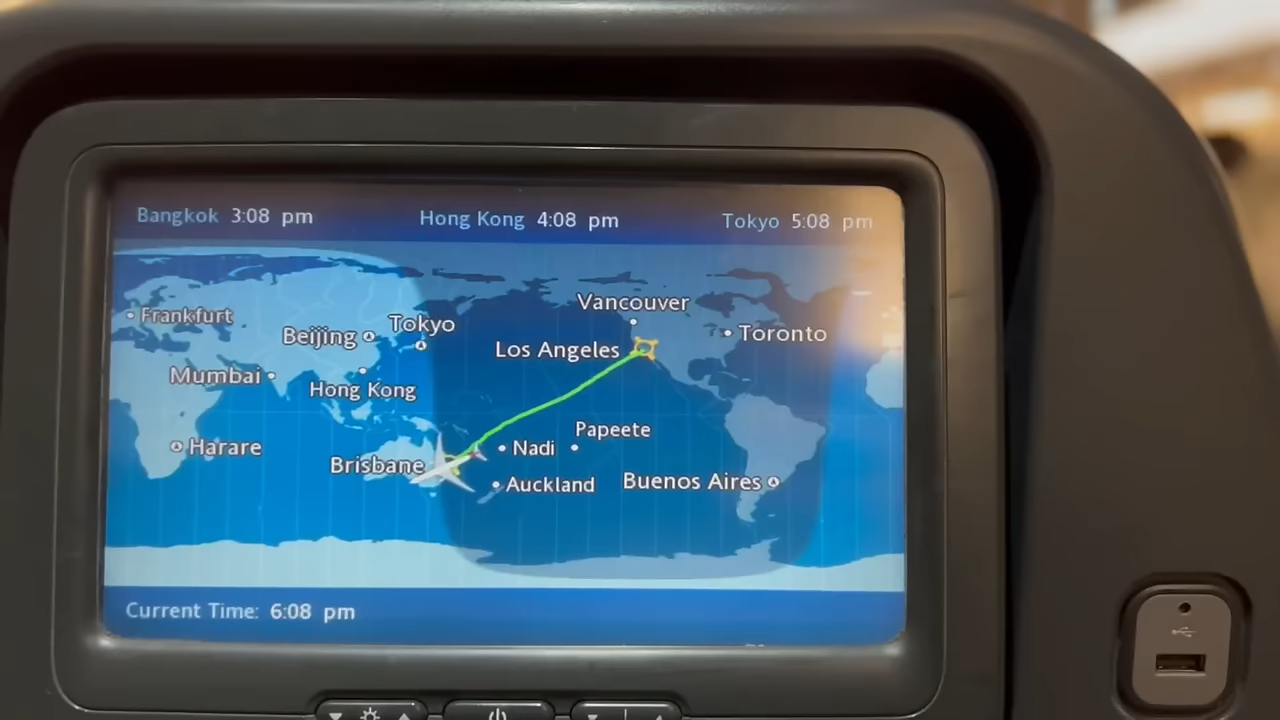 Bangkok 3:08 pm
Hong Kong 4:08 pm
Tokyo 5:08 pm
Vancouver
Frankfurt
Tokyo
Toronto
Beijing
Los Angeles
Mumbai
Hong Kong
Papeete
Harare
Nadi
Brisbane
Buenos Aires
Auckland
Current Time: 6:08 pm